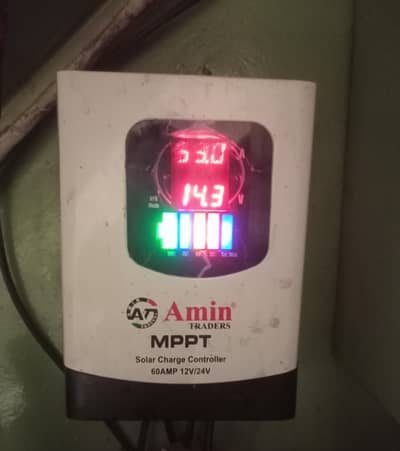 53.0 A
14.3 V
AT
Amin®
TRADERS
MPPT
Solar Charge Controller
60AMP 12V/24V